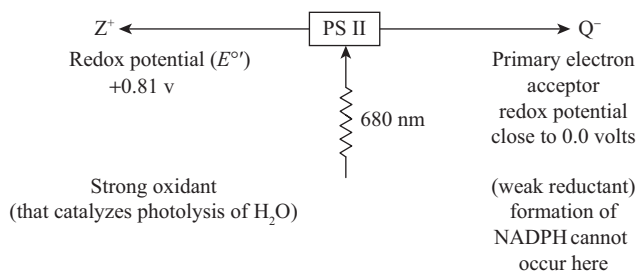 Z⁺
PS II
Q⁻
Redox potential (E°′)
+0.81 v
680 nm
Primary electron
acceptor
redox potential
close to 0.0 volts
Strong oxidant
(that catalyzes photolysis of H₂O)
(weak reductant)
formation of
NADPH cannot
occur here